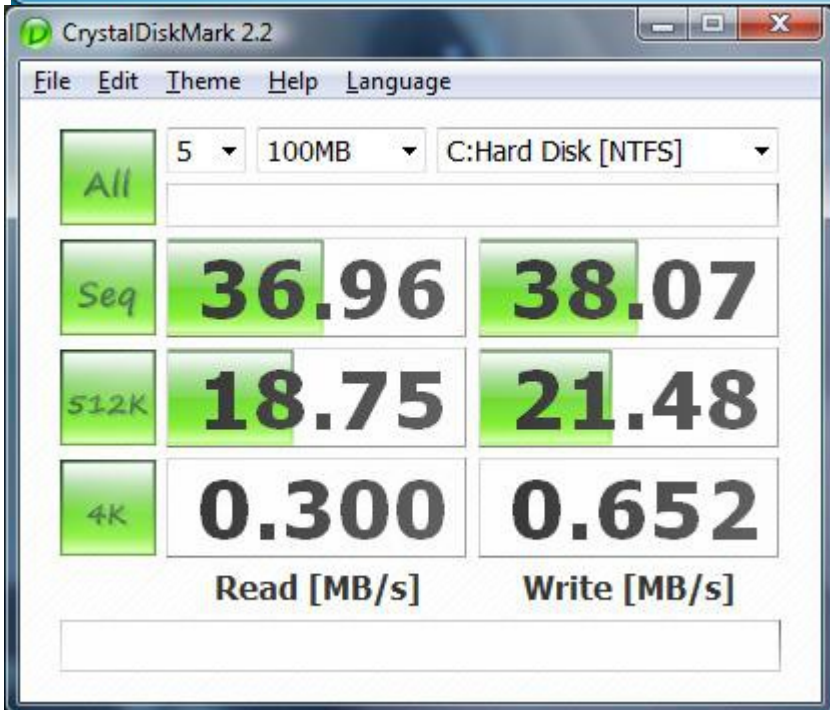 CrystalDiskMark 2.2
File Edit Theme Help Language
All 5 100MB C:Hard Disk [NTFS]
Seq 36.96 38.07
512K 18.75 21.48
4K 0.300 0.652
Read [MB/s] Write [MB/s]